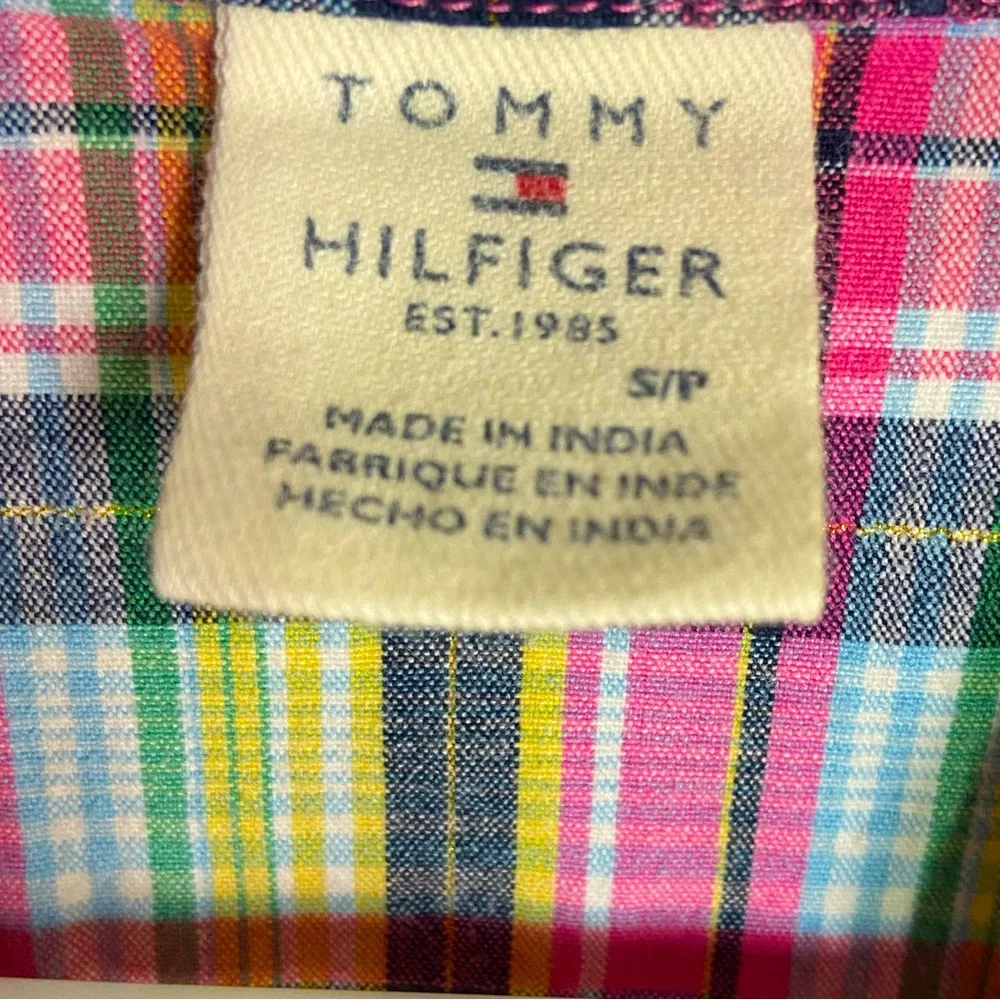 TOMMY
HILFIGER
EST. 1985
S/P
MADE IN INDIA
FABRIQUE EN INDE
HECHO EN INDIA